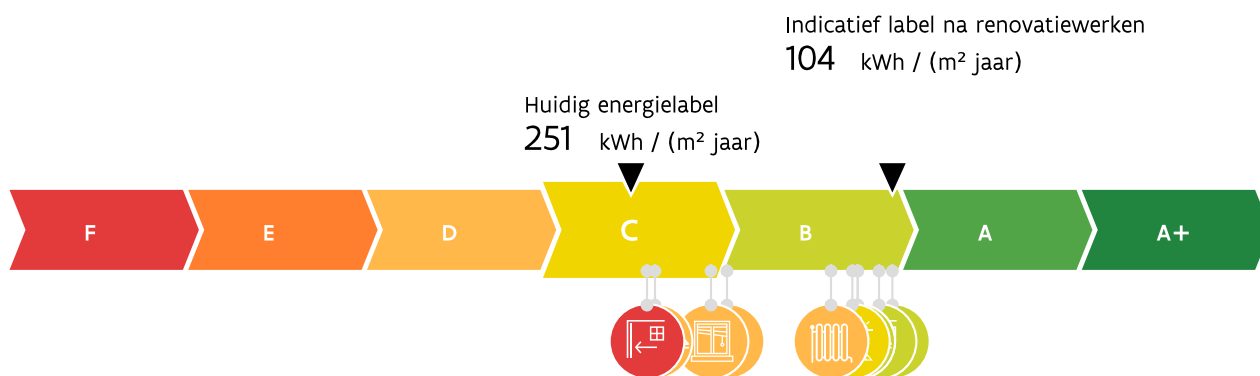 Indicatief label na renovatiewerken
104 kWh / (m² jaar)
Huidig energielabel
251 kWh / (m² jaar)
F E D C B A A+